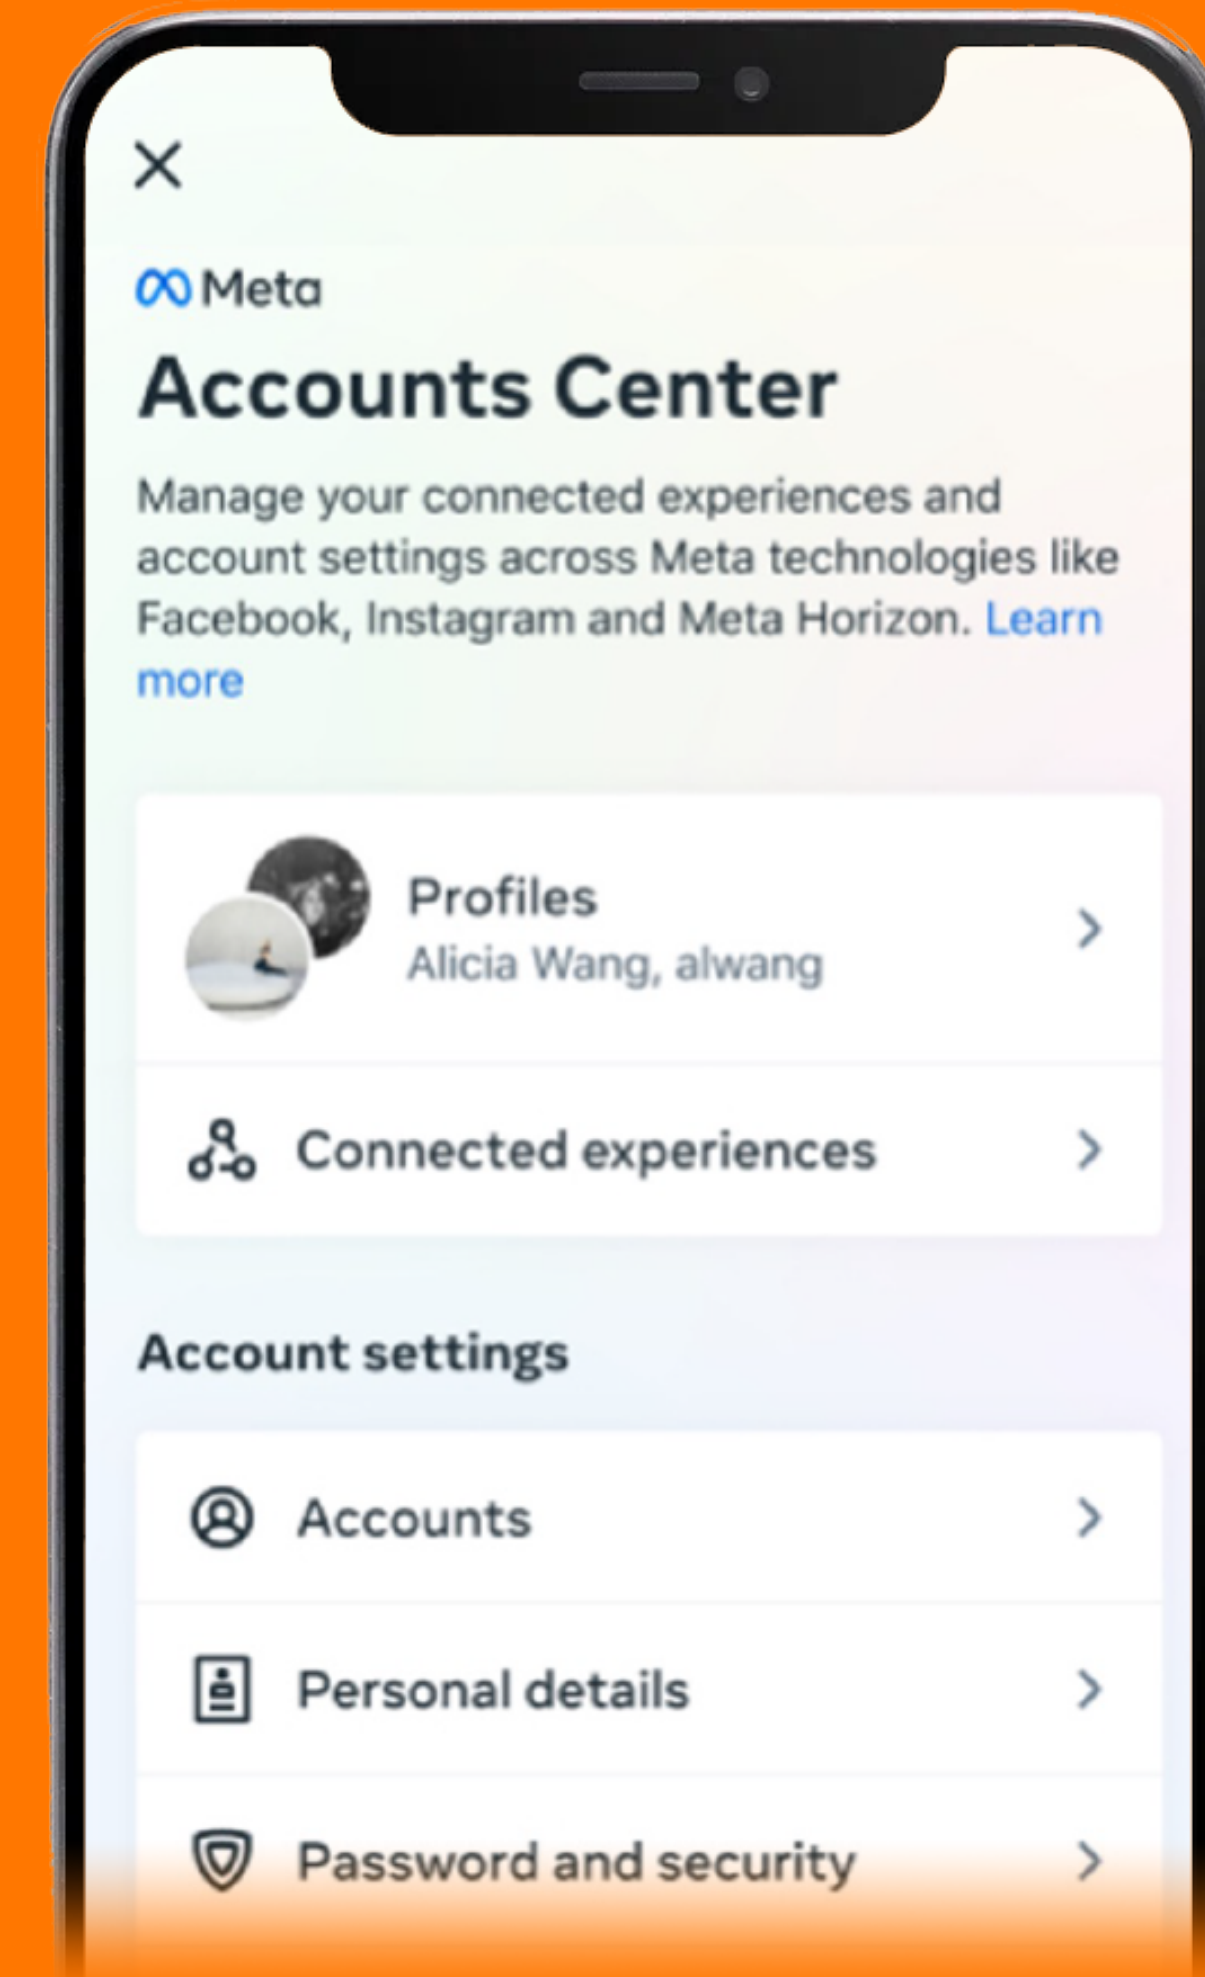 Meta
Accounts Center
Manage your connected experiences and
account settings across Meta technologies like
Facebook, Instagram and Meta Horizon. Learn
more
Profiles
Alicia Wang, alwang
Connected experiences
Account settings
Accounts
Personal details
Password and security